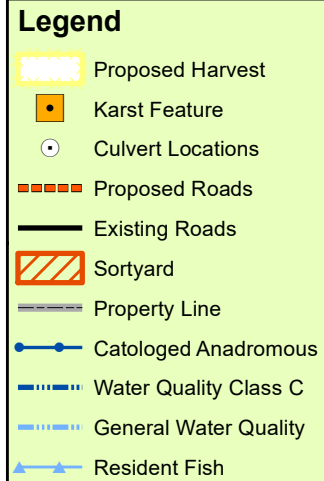 Legend
Proposed Harvest
Karst Feature
Culvert Locations
Proposed Roads
Existing Roads
Sortyard
Property Line
Catologed Anadromous
Water Quality Class C
General Water Quality
Resident Fish